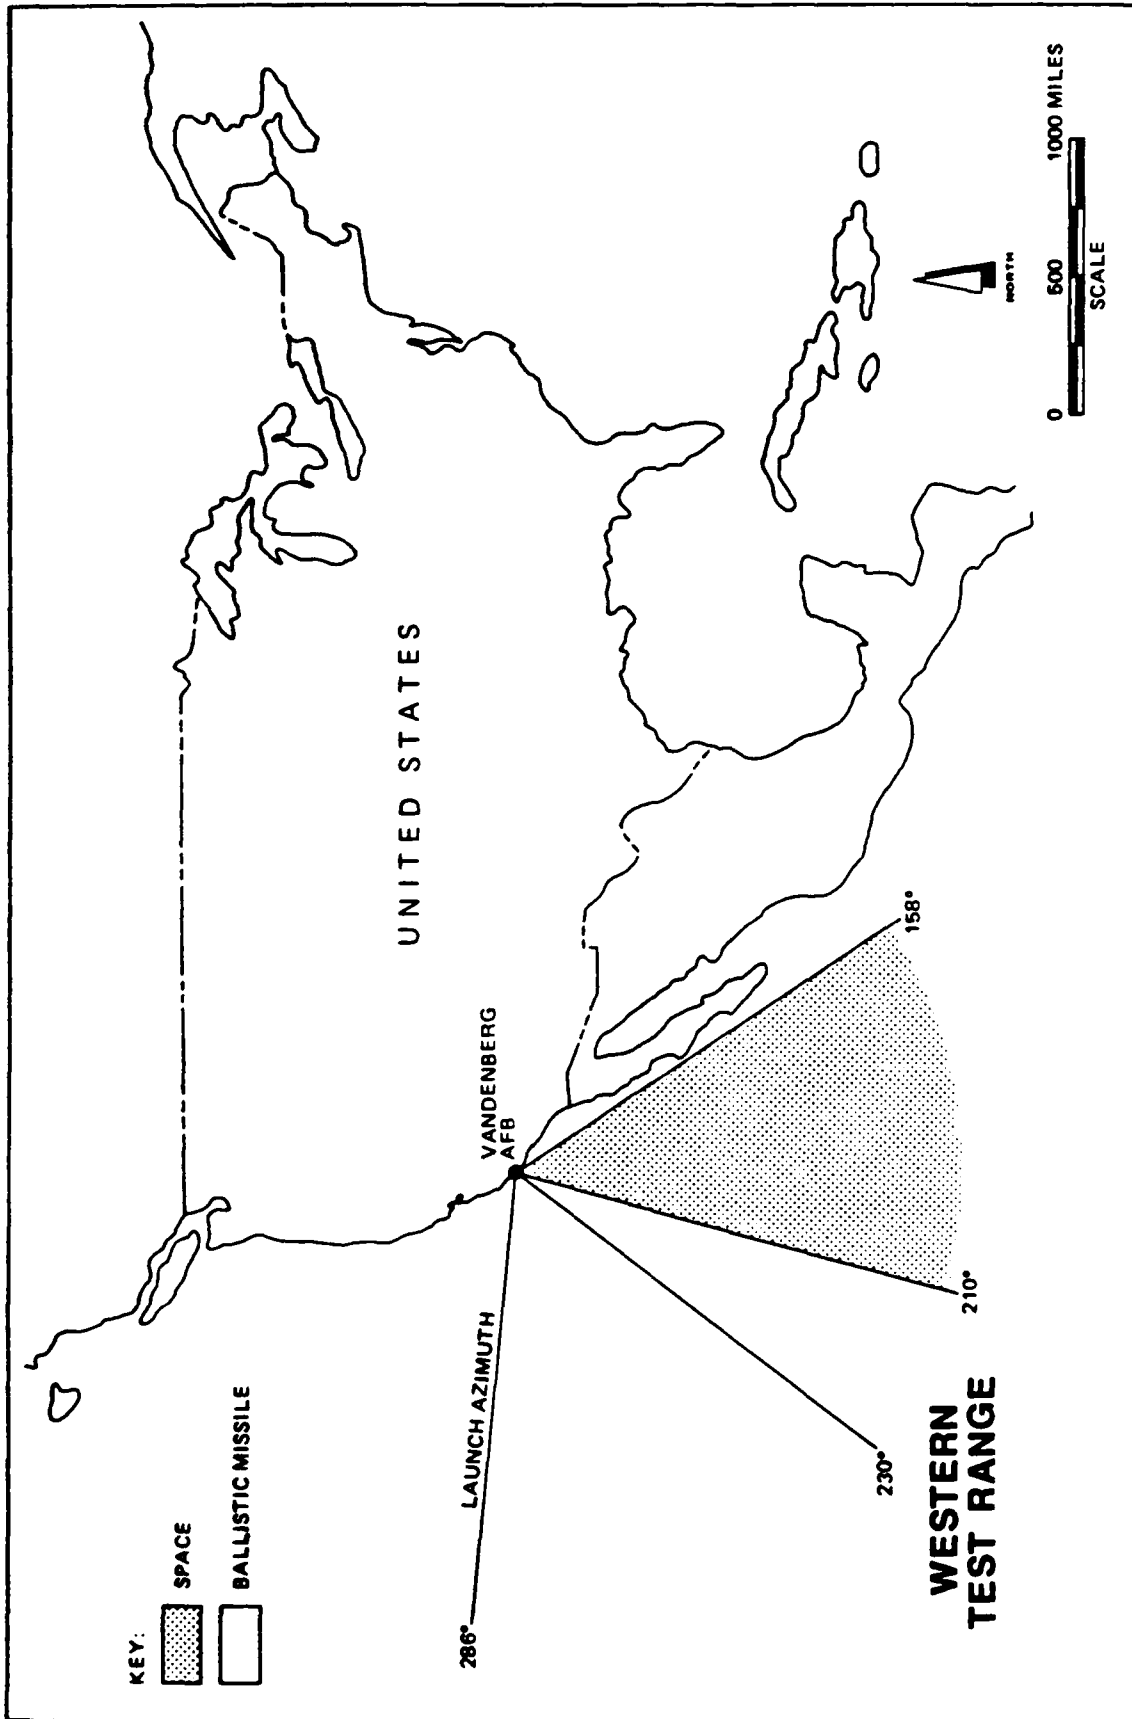 KEY:
SPACE
BALLISTIC MISSILE
UNITED STATES
VANDENBERG
AFB
LAUNCH AZIMUTH
286°
230°
210°
158°
WESTERN
TEST RANGE
NORTH
0 500 1000 MILES
SCALE